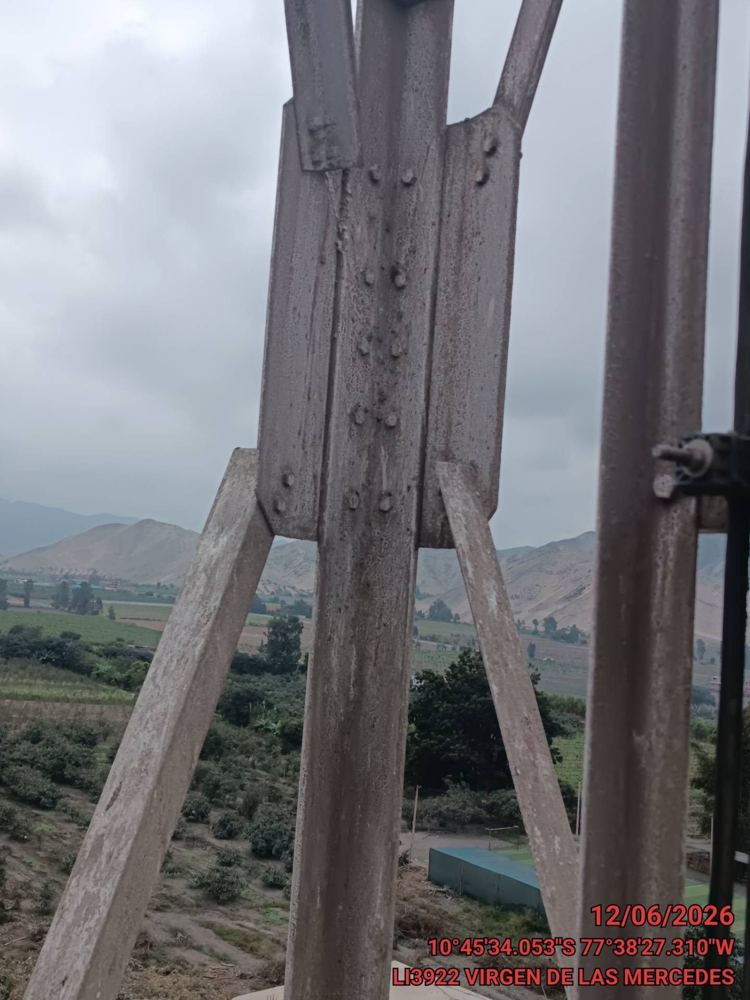 12/06/2026
10°45'34.053"S 77°38'27.310"W
LI3922 VIRGEN DE LAS MERCEDES